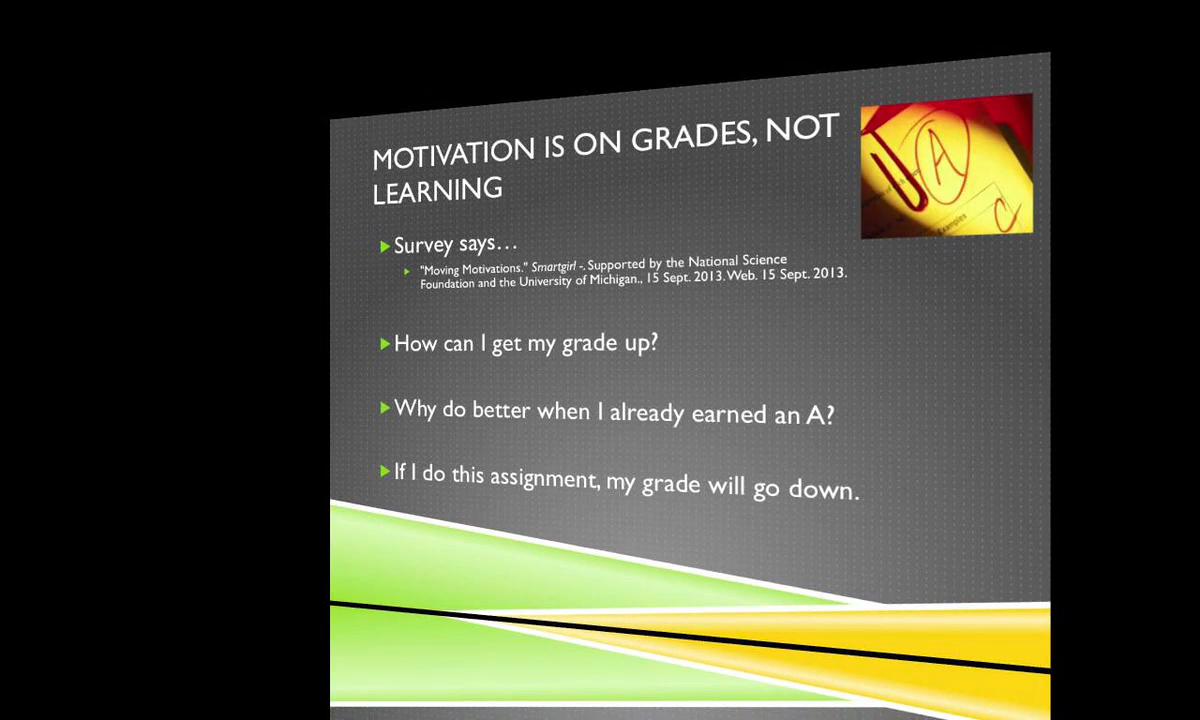 MOTIVATION IS ON GRADES, NOT
LEARNING
Survey says…
"Moving Motivations." Smartgirl -. Supported by the National Science
Foundation and the University of Michigan., 15 Sept. 2013. Web. 15 Sept. 2013.
How can I get my grade up?
Why do better when I already earned an A?
If I do this assignment, my grade will go down.
A
C
Examples